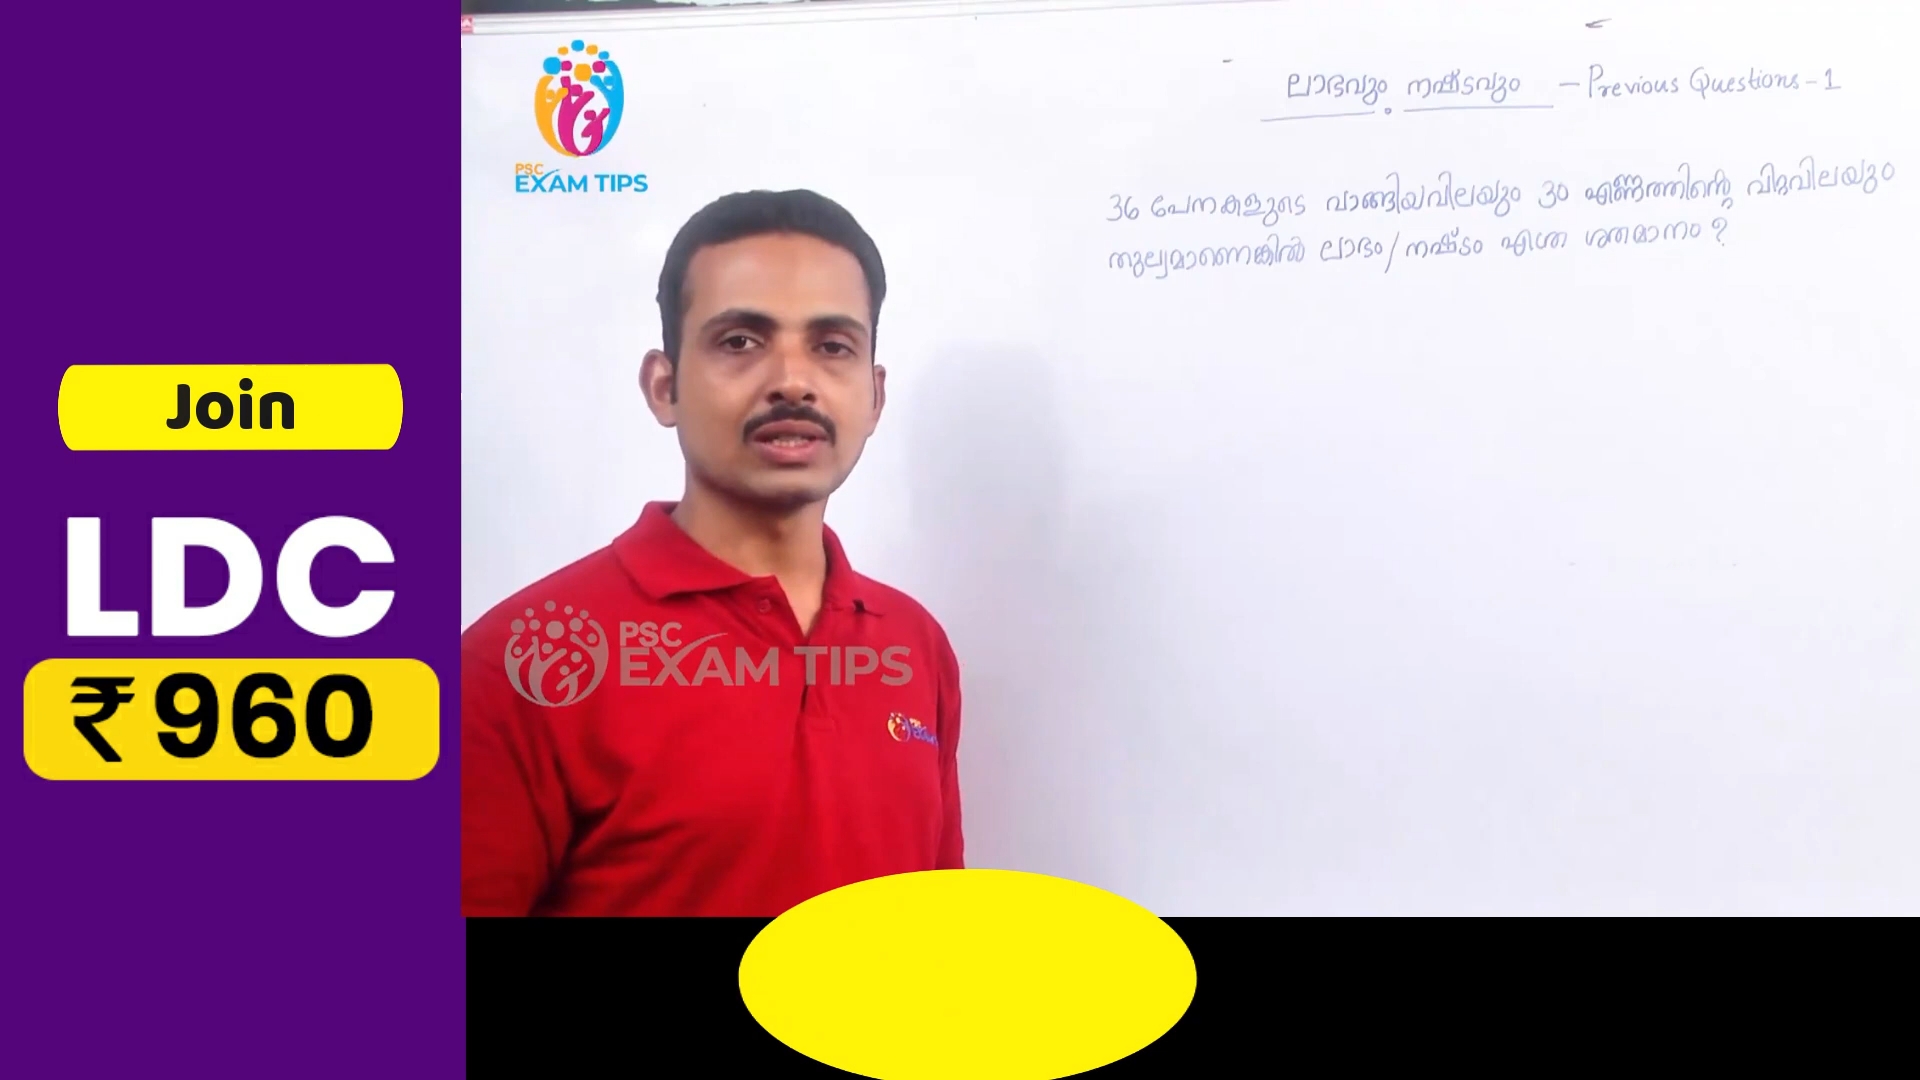 PSC
EXAM TIPS
ലാഭവും നഷ്ടവും - Previous Questions-1
36 പേനകളുടെ വാങ്ങിയവിലയും 30 എണ്ണത്തിന്റെ വിറ്റവിലയും
തുല്യമാണെങ്കിൽ ലാഭം/നഷ്ടം എത്ര ശതമാനം?
Join
LDC
₹960
PSC
EXAM TIPS